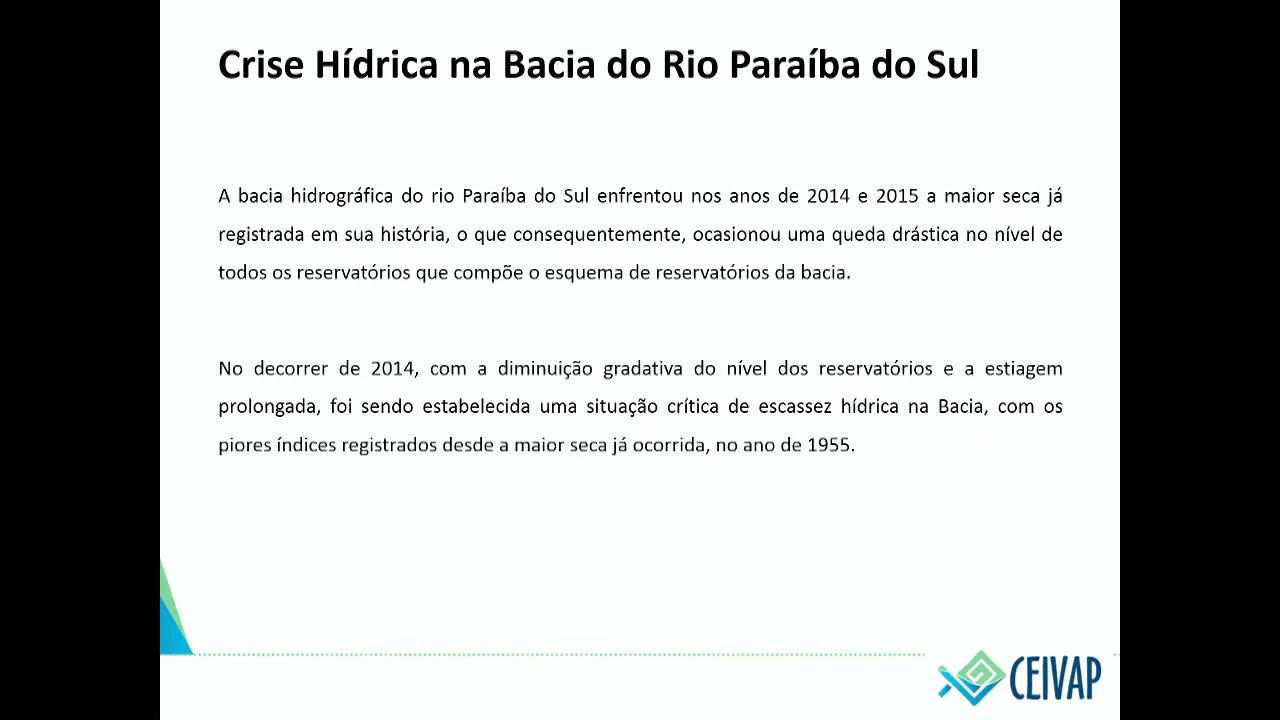 Crise Hídrica na Bacia do Rio Paraíba do Sul
A bacia hidrográfica do rio Paraíba do Sul enfrentou nos anos de 2014 e 2015 a maior seca já
registrada em sua história, o que consequentemente, ocasionou uma queda drástica no nível de
todos os reservatórios que compõe o esquema de reservatórios da bacia.
No decorrer de 2014, com a diminuição gradativa do nível dos reservatórios e a estiagem
prolongada, foi sendo estabelecida uma situação crítica de escassez hídrica na Bacia, com os
piores índices registrados desde a maior seca já ocorrida, no ano de 1955.
CEIVAP